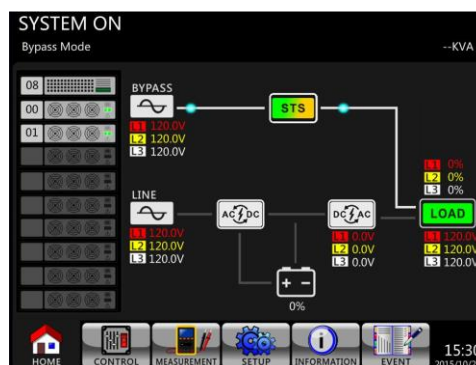 SYSTEM ON
Bypass Mode
--KVA
08
00
01
BYPASS
L1 120.0V
L2 120.0V
L3 120.0V
STS
L1 0%
L2 0%
L3 0%
LOAD
L1 120.0V
L2 120.0V
L3 120.0V
LINE
L1 120.0V
L2 120.0V
L3 120.0V
AC DC
DC AC
L1 0.0V
L2 0.0V
L3 0.0V
0%
HOME
CONTROL
MEASUREMENT
SETUP
INFORMATION
EVENT
15:30